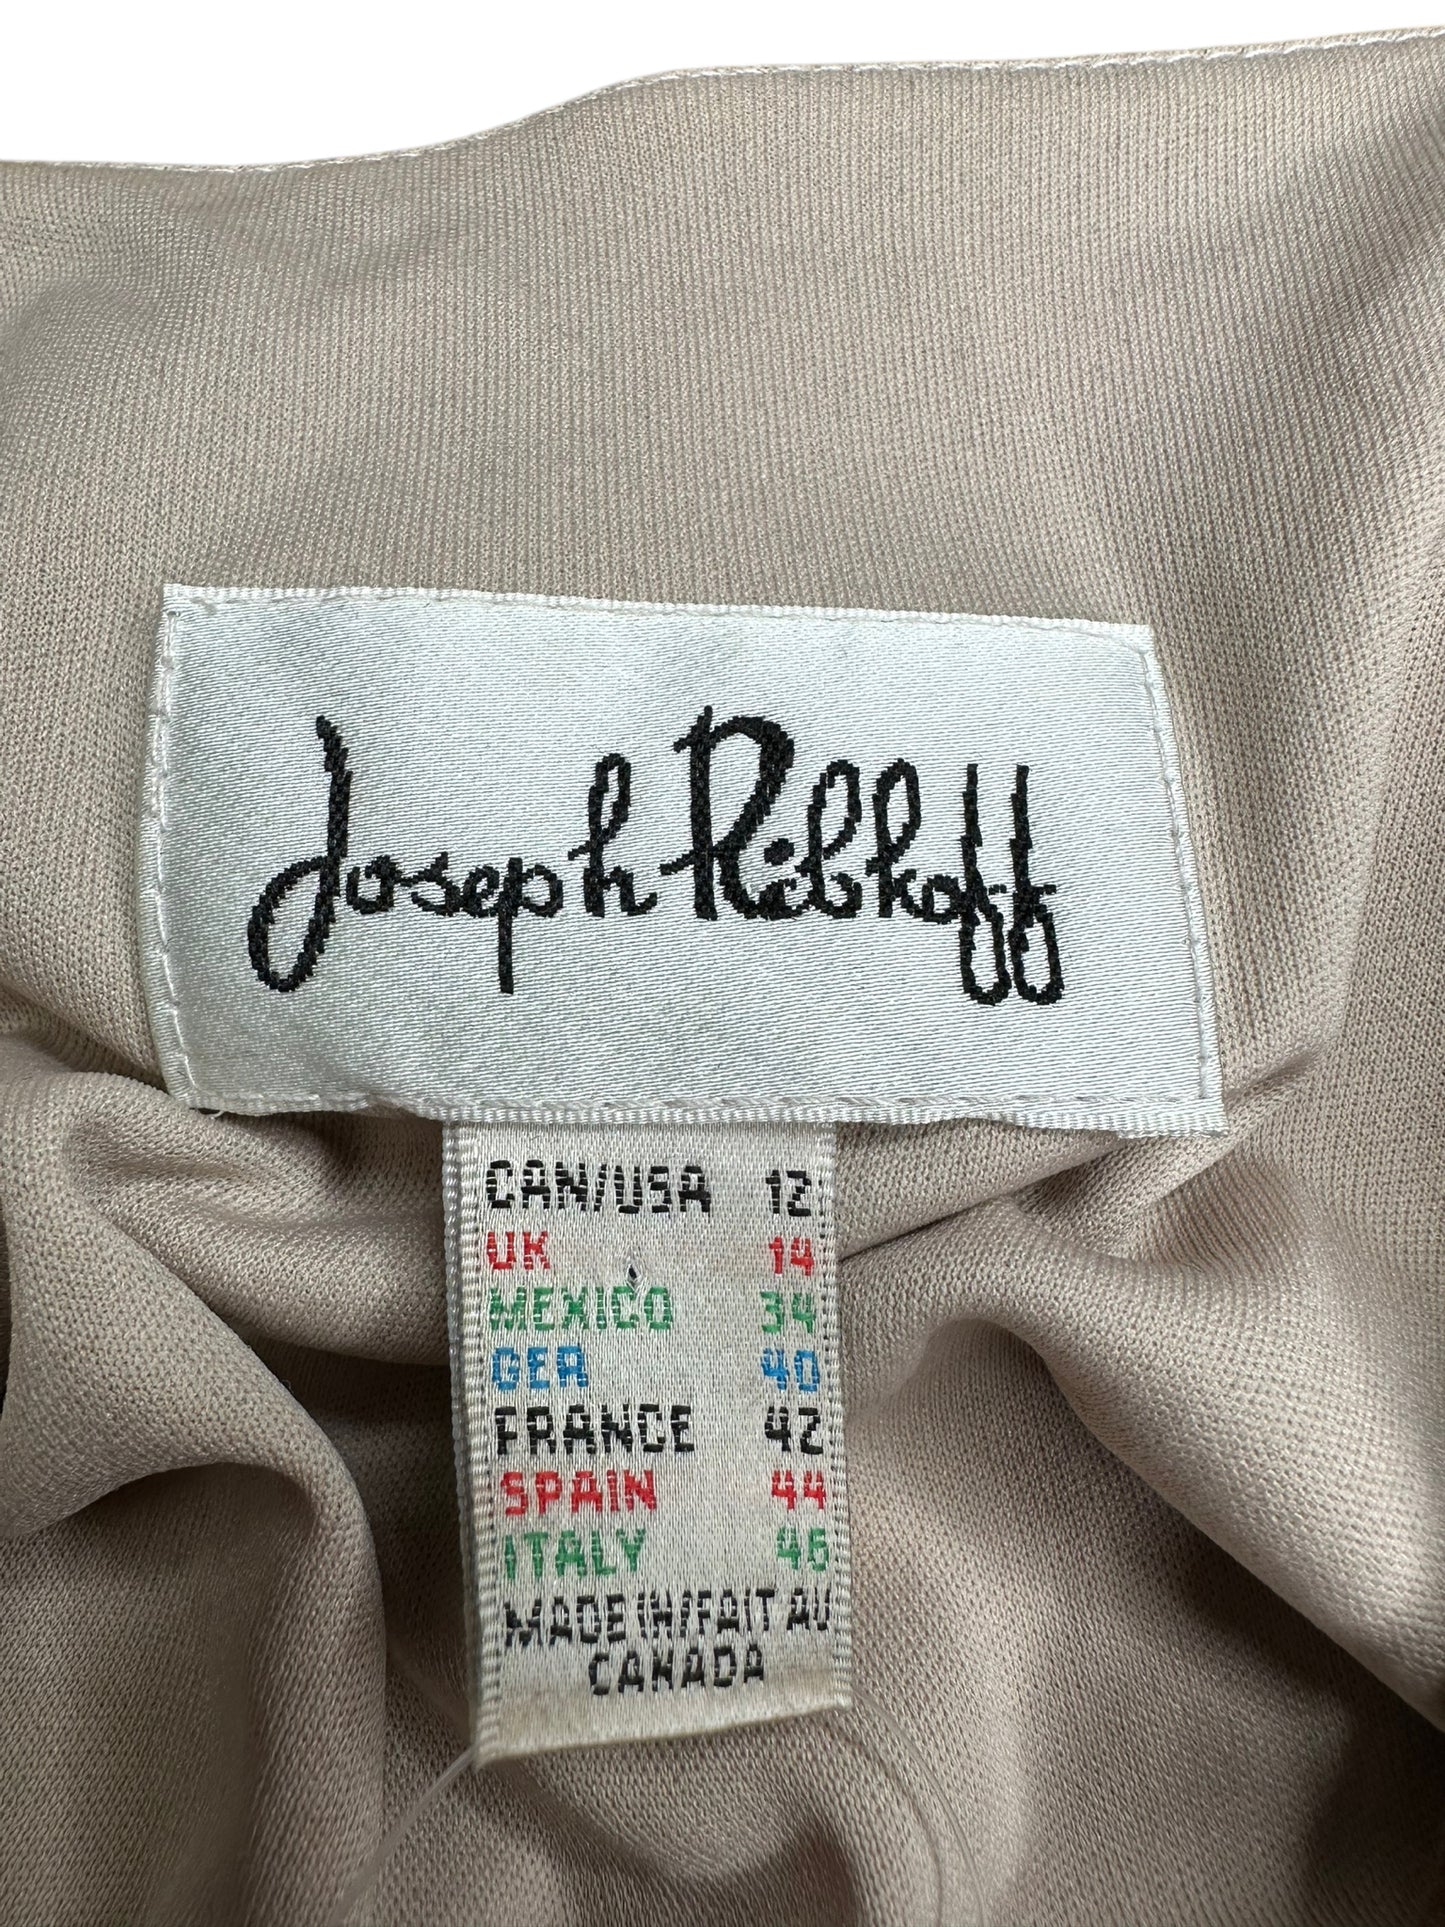 Joseph Ribkoff
CAN/USA 12
UK 14
MEXICO 34
GER 40
FRANCE 42
SPAIN 44
ITALY 46
MADE IN/FAIT AU
CANADA